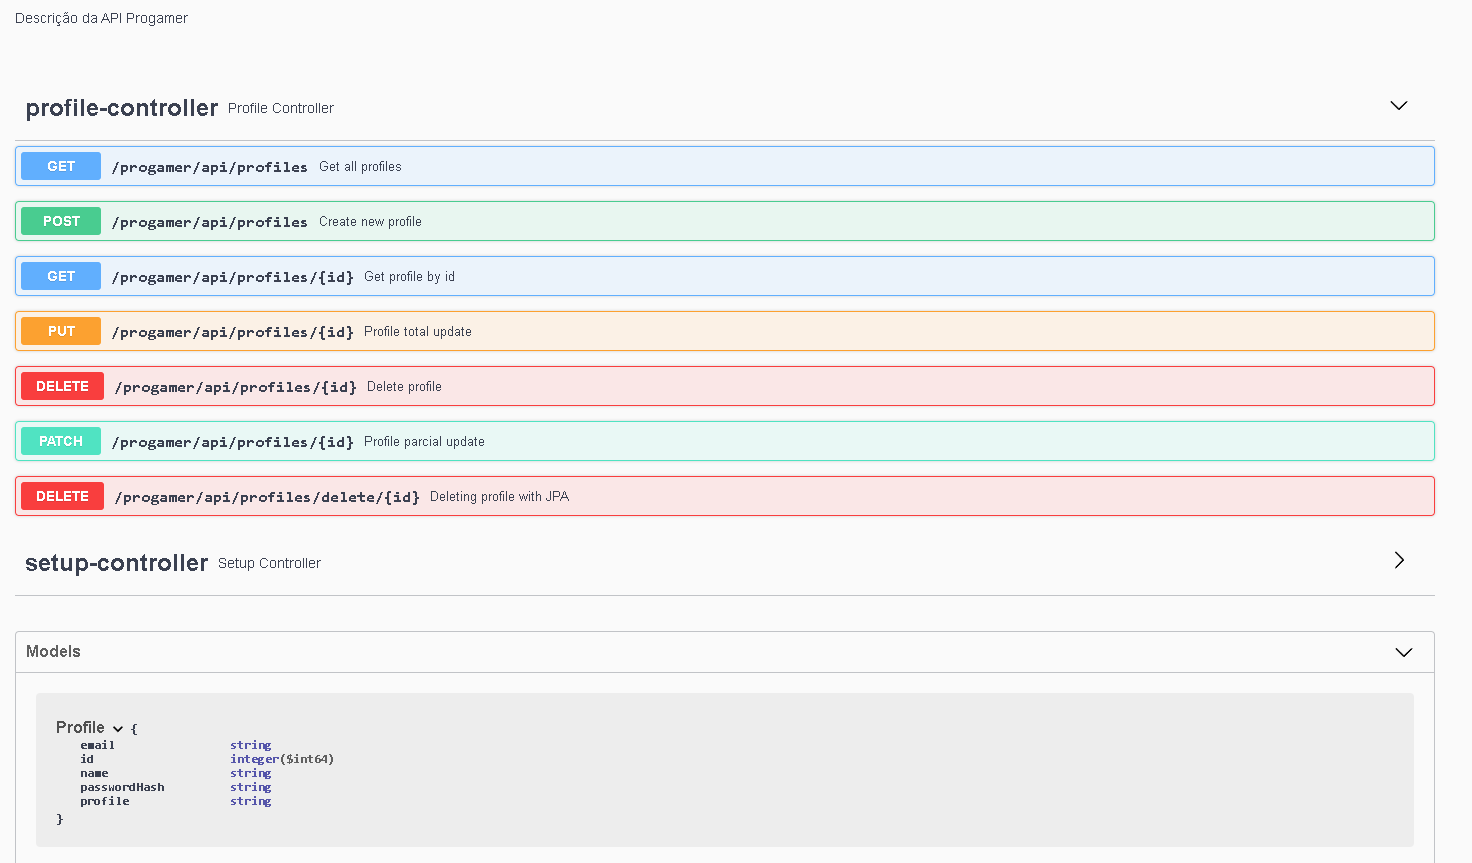 Descrição da API Progamer
profile-controller Profile Controller
GET /progamer/api/profiles Get all profiles
POST /progamer/api/profiles Create new profile
GET /progamer/api/profiles/{id} Get profile by id
PUT /progamer/api/profiles/{id} Profile total update
DELETE /progamer/api/profiles/{id} Delete profile
PATCH /progamer/api/profiles/{id} Profile parcial update
DELETE /progamer/api/profiles/delete/{id} Deleting profile with JPA
setup-controller Setup Controller
Models
Profile {
email string
id integer($int64)
name string
passwordHash string
profile string
}